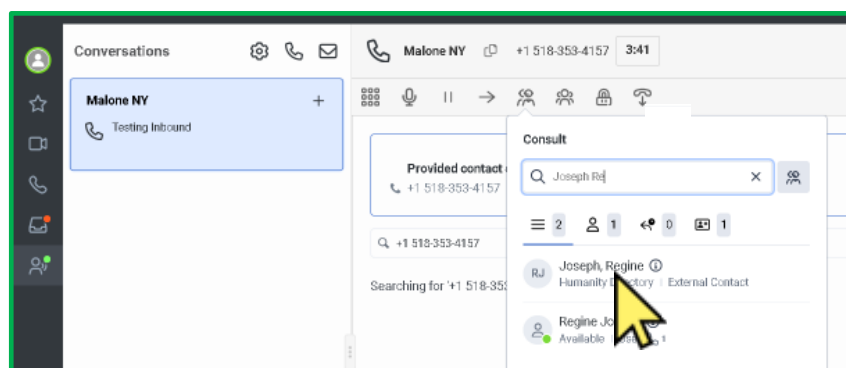 Conversations
Malone NY
Testing Inbound
Malone NY +1 518-353-4157 3:41
Provided contact
+1 518-353-4157
+1 518-353-4157
Searching for '+1 518-353
Consult
Joseph Re
2 1 0 1
RJ
Joseph, Regine
Humanity Directory | External Contact
Regine Jo
Available 1